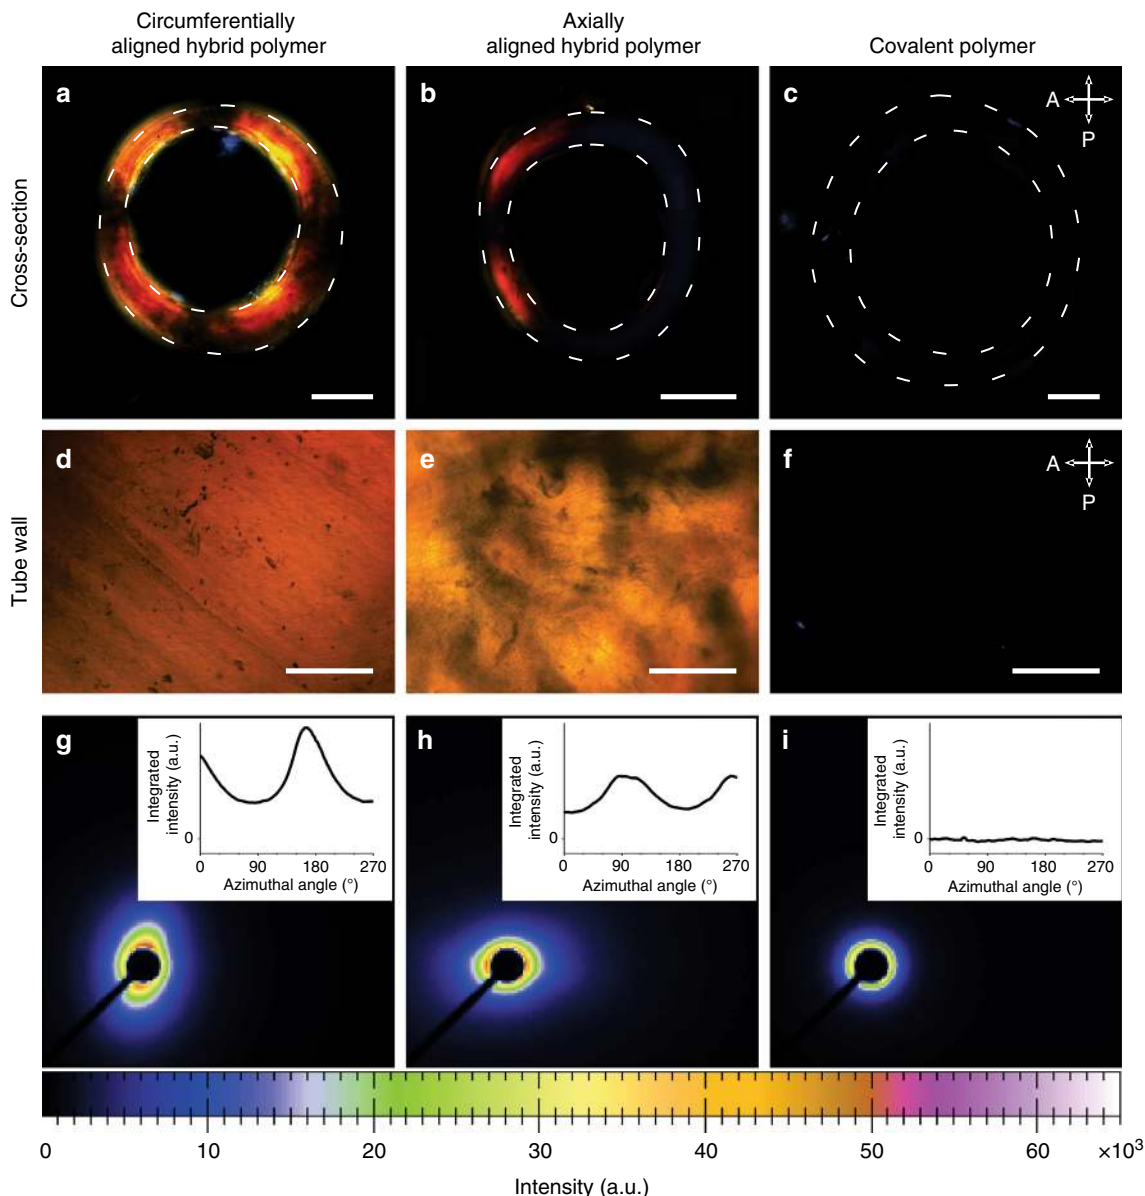 Circumferentially
aligned hybrid polymer
Axially
aligned hybrid polymer
Covalent polymer
Cross-section
a
b
c
A
P
Tube wall
d
e
f
A
P
g
Integrated
intensity (a.u.)
0
0 90 180 270
Azimuthal angle (°)
h
Integrated
intensity (a.u.)
0
0 90 180 270
Azimuthal angle (°)
i
Integrated
intensity (a.u.)
0
0 90 180 270
Azimuthal angle (°)
0 10 20 30 40 50 60 ×10³
Intensity (a.u.)